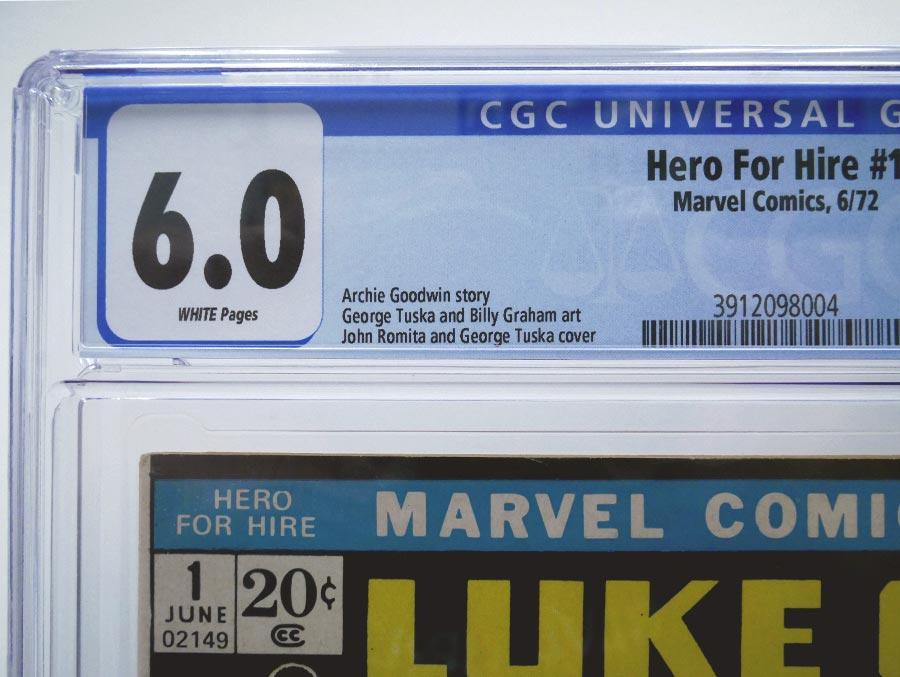 CGC UNIVERSAL G
6.0
WHITE Pages
Hero For Hire #1
Marvel Comics, 6/72
Archie Goodwin story
George Tuska and Billy Graham art
John Romita and George Tuska cover
3912098004
CGC
HERO
FOR HIRE
MARVEL COMI
1
JUNE
02149
20¢
CC
LUKE